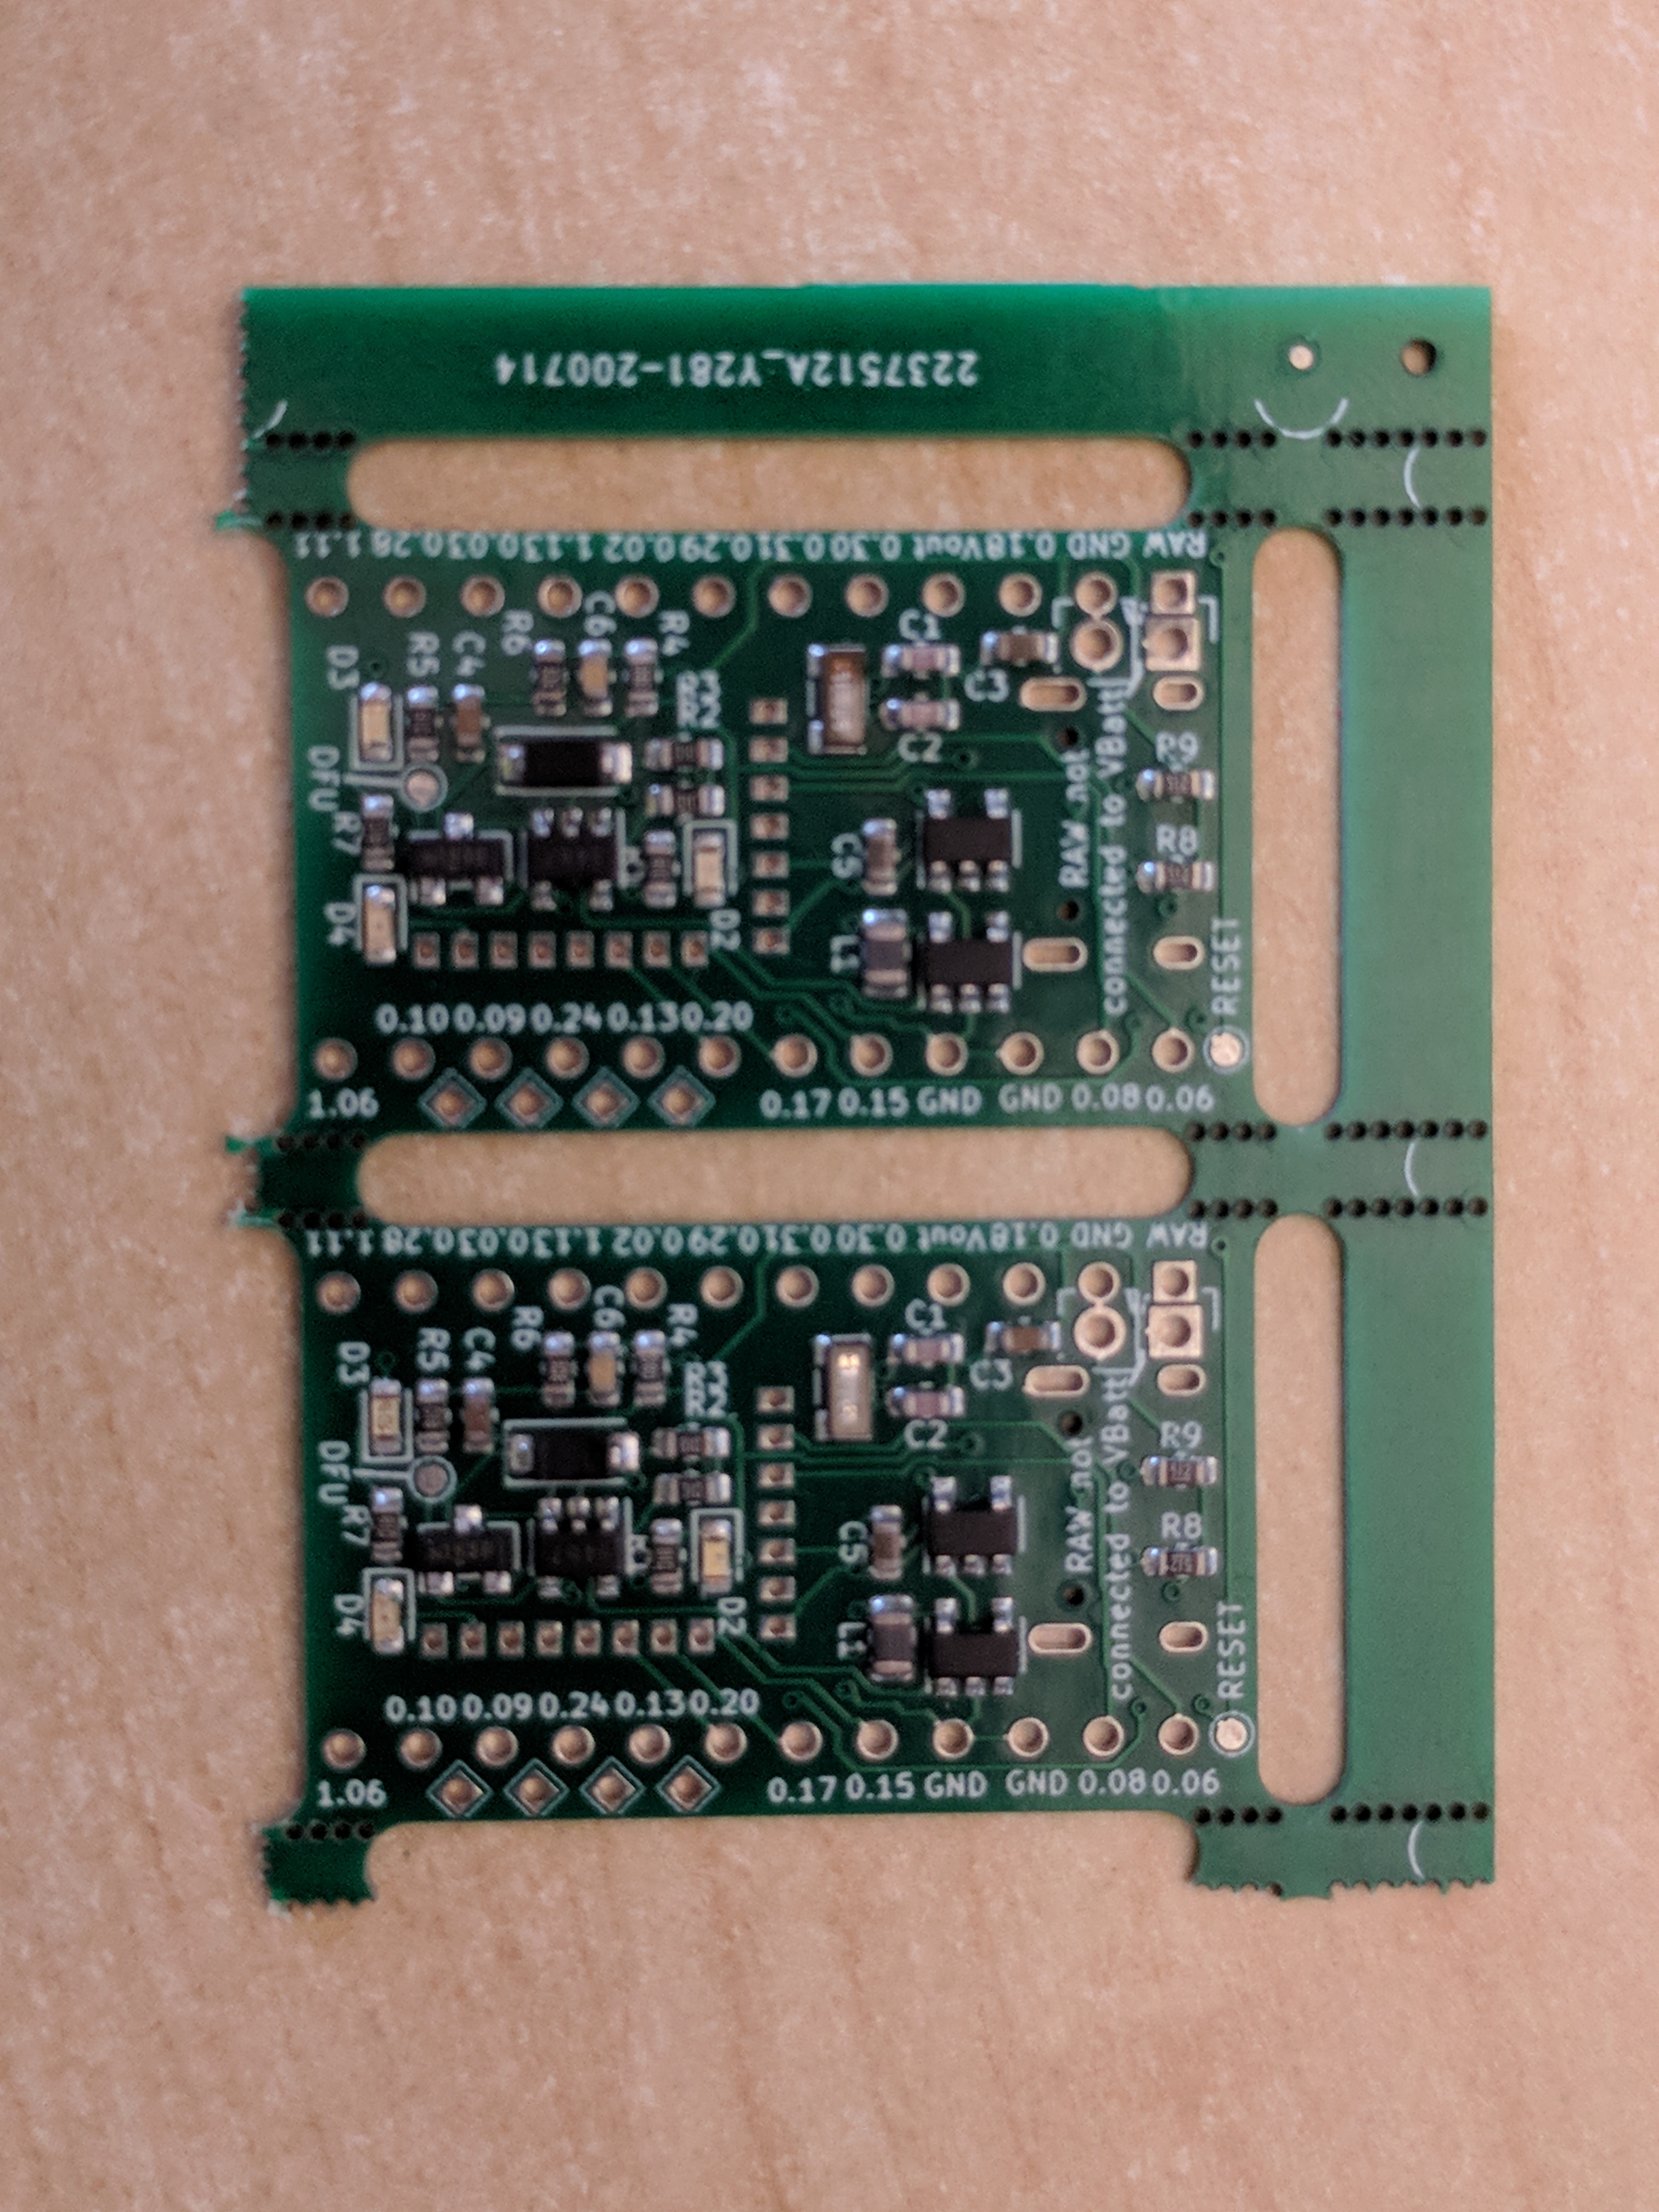 1.06
0.10 0.09 0.24 0.13 0.20
0.17 0.15 GND GND 0.08 0.06
D4
R7
DFU
D3
R5
C4
R6
C6
R4
R3
R2
D2
L1
C5
C2
C1
C3
RAW not
connected to VBatt
R8
R9
RESET
1.11
0.28
0.03
1.13
0.02
0.29
0.31
0.30
Vout
0.18
GND
RAW
1.06
0.10 0.09 0.24 0.13 0.20
0.17 0.15 GND GND 0.08 0.06
D4
R7
DFU
D3
R5
C4
R6
C6
R4
R3
R2
D2
L1
C5
C2
C1
C3
RAW not
connected to VBatt
R8
R9
RESET
RAW GND 0.18 Vout 0.30 0.31 0.29 0.02 1.13 0.03 0.28 1.11
2237512A_Y281-200714